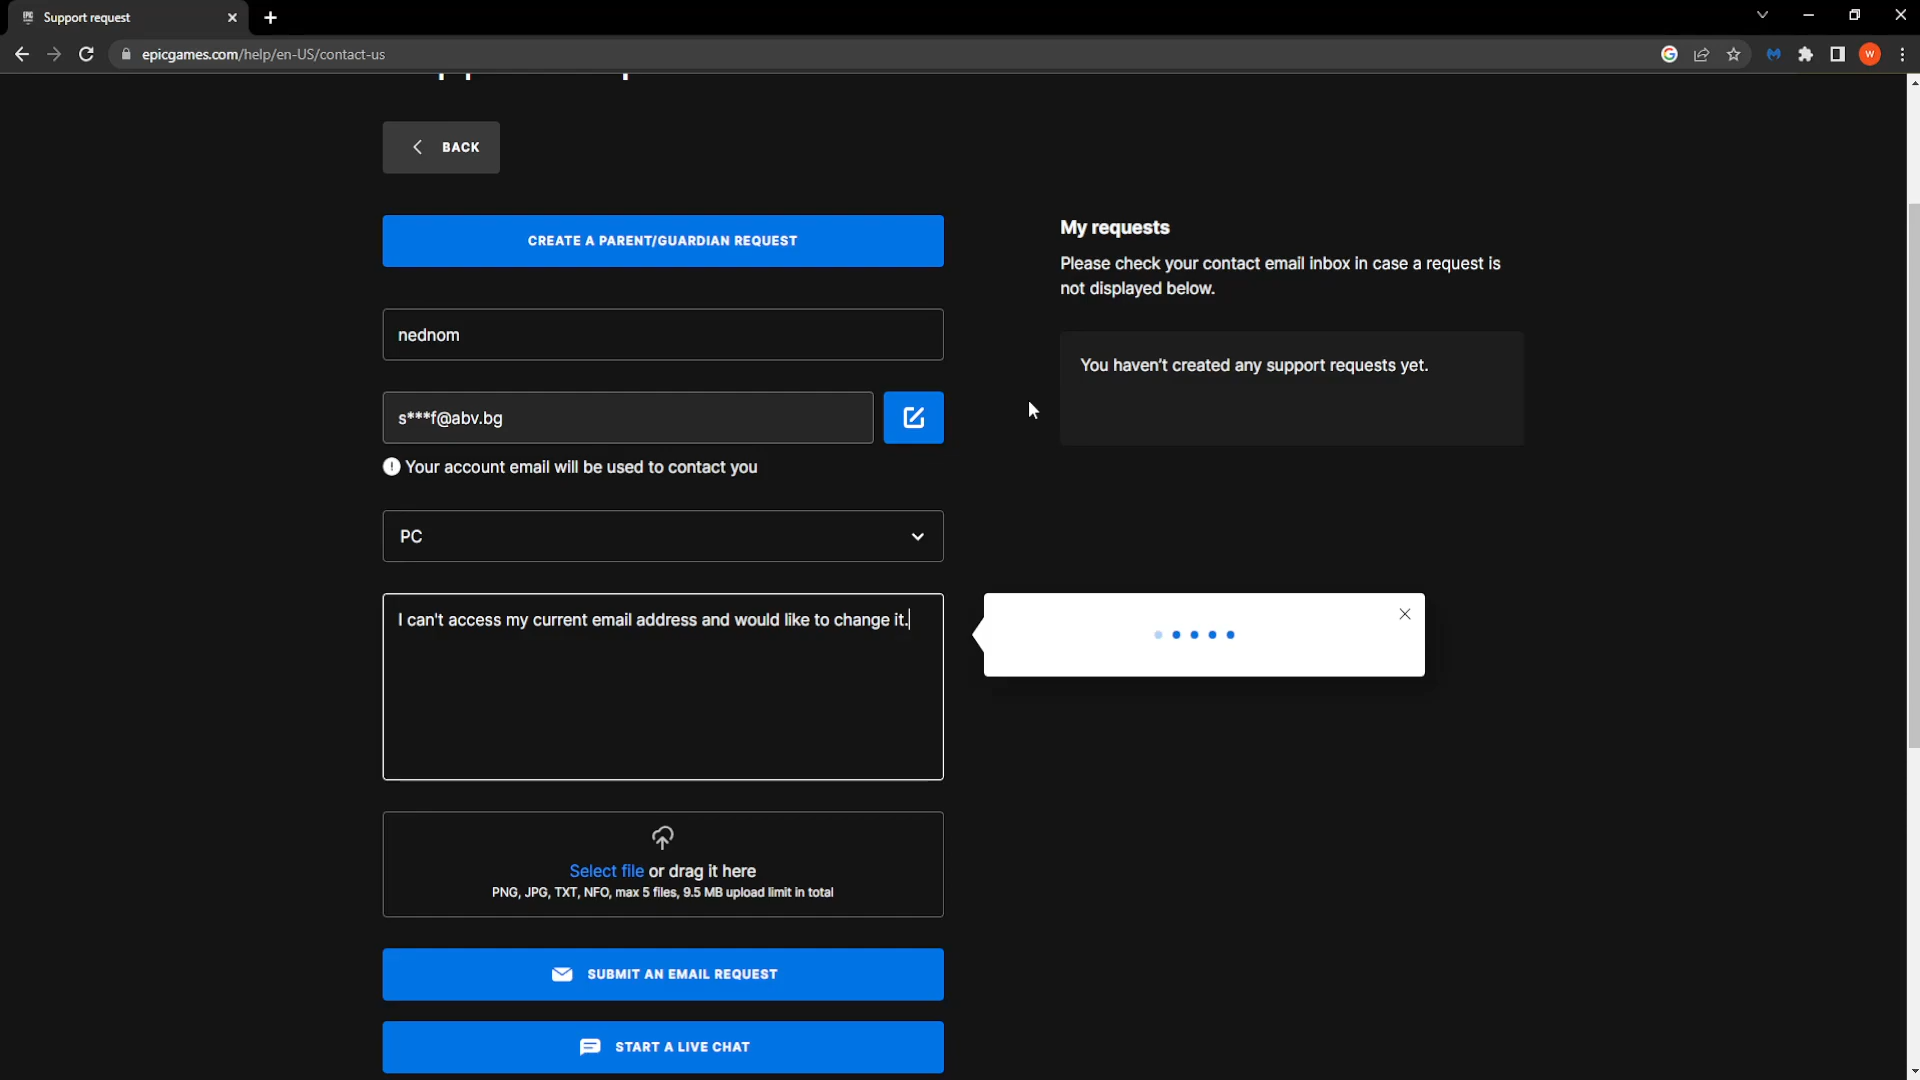 Support request
epicgames.com/help/en-US/contact-us
W
BACK
CREATE A PARENT/GUARDIAN REQUEST
nednom
s***f@abv.bg
Your account email will be used to contact you
PC
I can't access my current email address and would like to change it.
Select file or drag it here
PNG, JPG, TXT, NFO, max 5 files, 9.5 MB upload limit in total
SUBMIT AN EMAIL REQUEST
START A LIVE CHAT
My requests
Please check your contact email inbox in case a request is
not displayed below.
You haven't created any support requests yet.